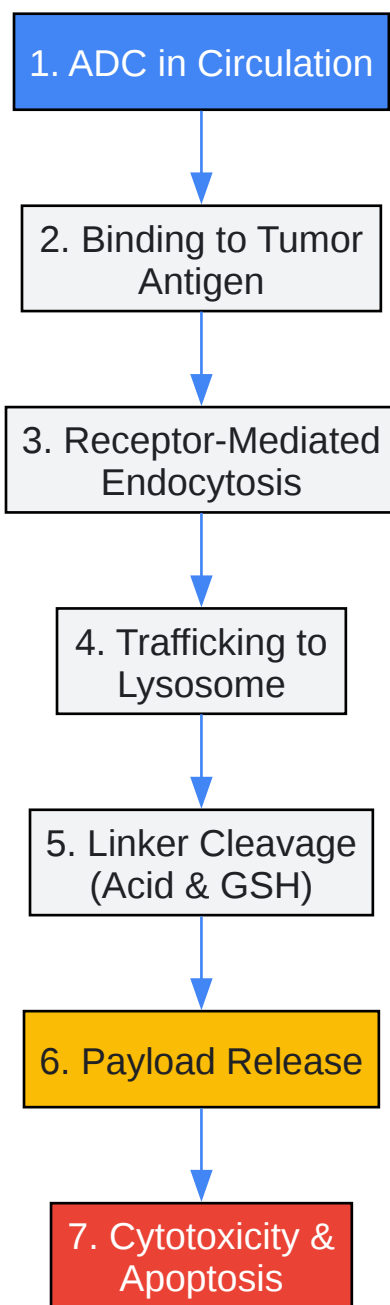 1. ADC in Circulation
2. Binding to Tumor
Antigen
3. Receptor-Mediated
Endocytosis
4. Trafficking to
Lysosome
5. Linker Cleavage
(Acid & GSH)
6. Payload Release
7. Cytotoxicity &
Apoptosis